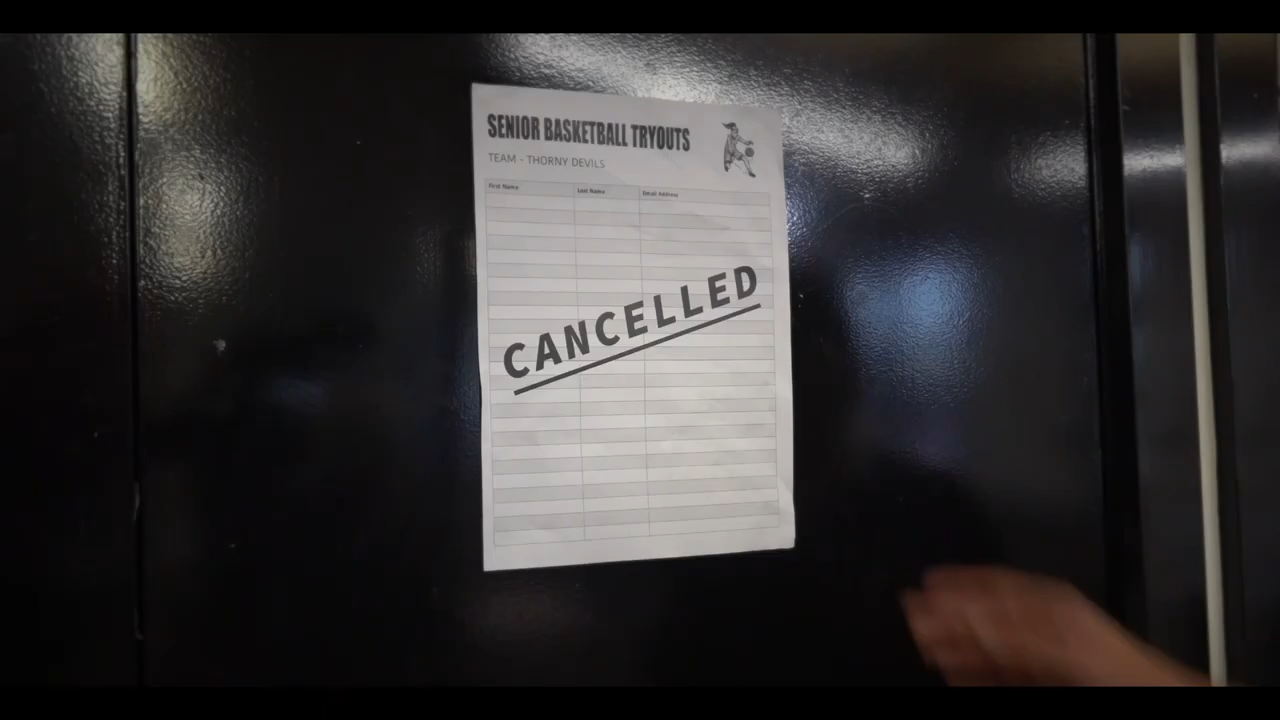 SENIOR BASKETBALL TRYOUTS
TEAM - THORNY DEVILS
First Name Last Name Email Address
CANCELLED